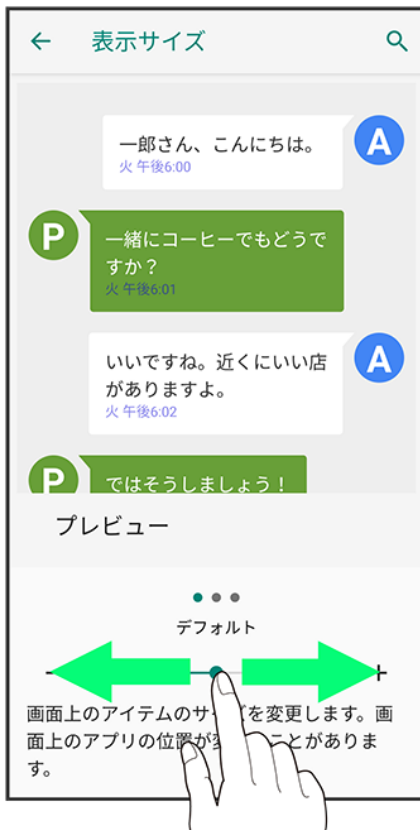 ← 表示サイズ
一郎さん、こんにちは。
火 午後6:00
A
P
一緒にコーヒーでもどうで
すか？
火 午後6:01
いいですね。近くにいい店
がありますよ。
火 午後6:02
A
P
ではそうしましょう！
プレビュー
デフォルト
- +
画面上のアイテムのサ を変更します。画
面上のアプリの位置が ことがありま
す。